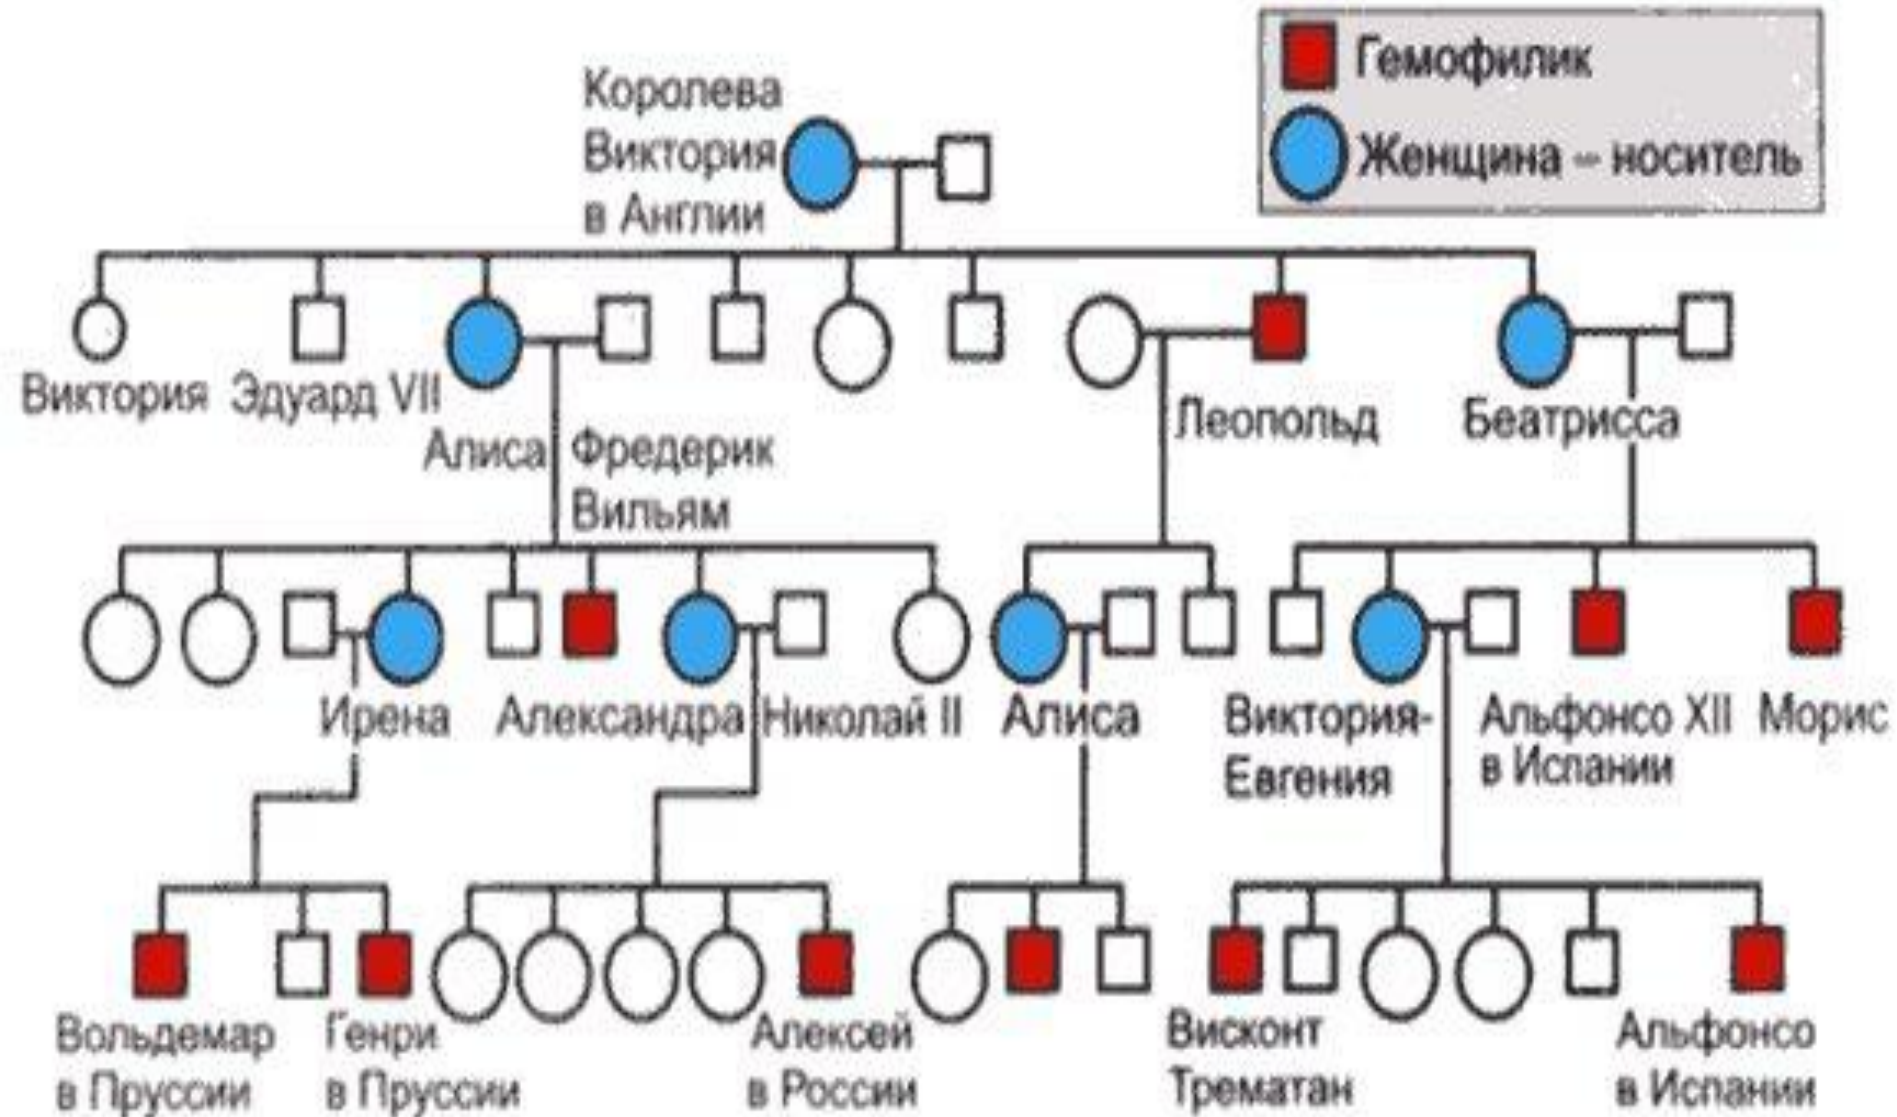 Гемофилик
Женщина – носитель
Королева
Виктория
в Англии
Виктория
Эдуард VII
Алиса
Фредерик
Вильям
Леопольд
Беатрисса
Ирена
Александра
Николай II
Алиса
Виктория-
Евгения
Альфонсо XII
в Испании
Морис
Вольдемар
в Пруссии
Генри
в Пруссии
Алексей
в России
Висконт
Трематан
Альфонсо
в Испании